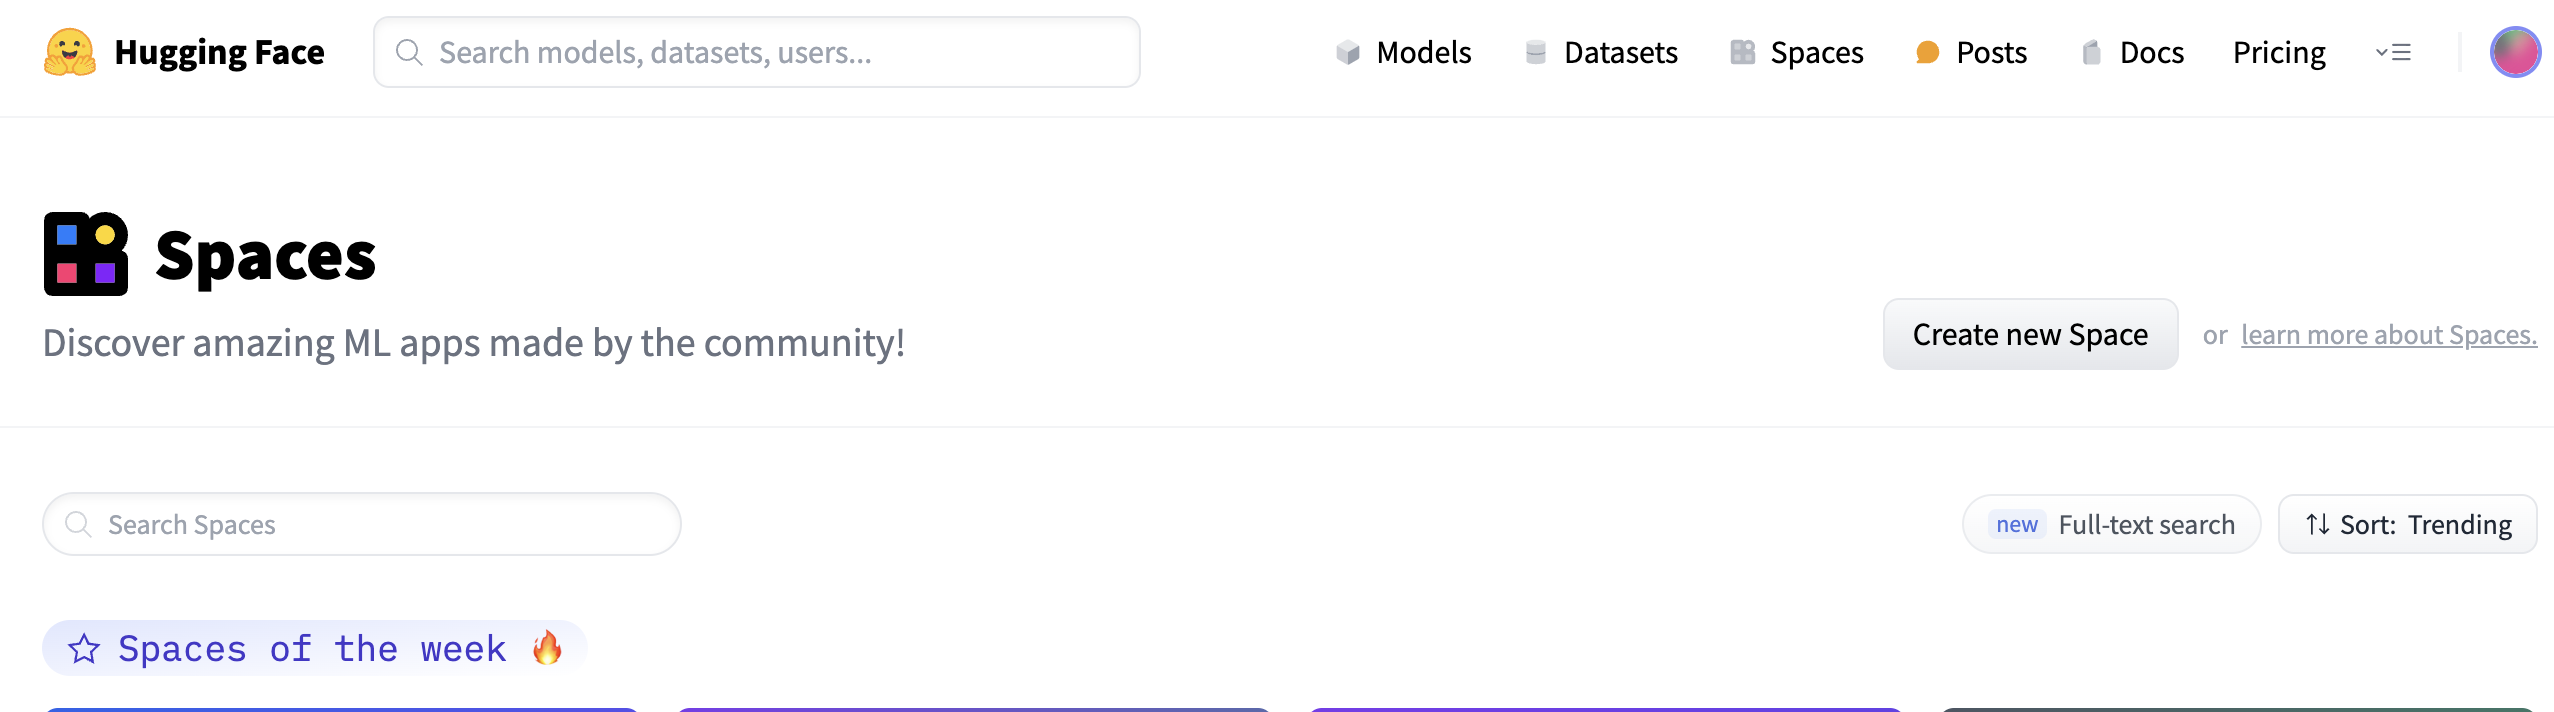 Hugging Face
Search models, datasets, users...
Models
Datasets
Spaces
Posts
Docs
Pricing
Spaces
Discover amazing ML apps made by the community!
Create new Space
or learn more about Spaces.
Search Spaces
new Full-text search
Sort: Trending
Spaces of the week 🔥